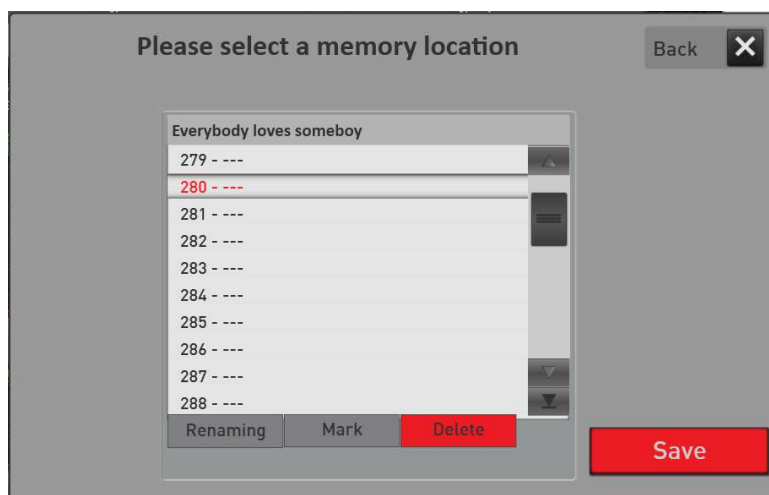 Please select a memory location
Back
Everybody loves someboy
279 - ---
280 - ---
281 - ---
282 - ---
283 - ---
284 - ---
285 - ---
286 - ---
287 - ---
288 - ---
Renaming Mark Delete
Save